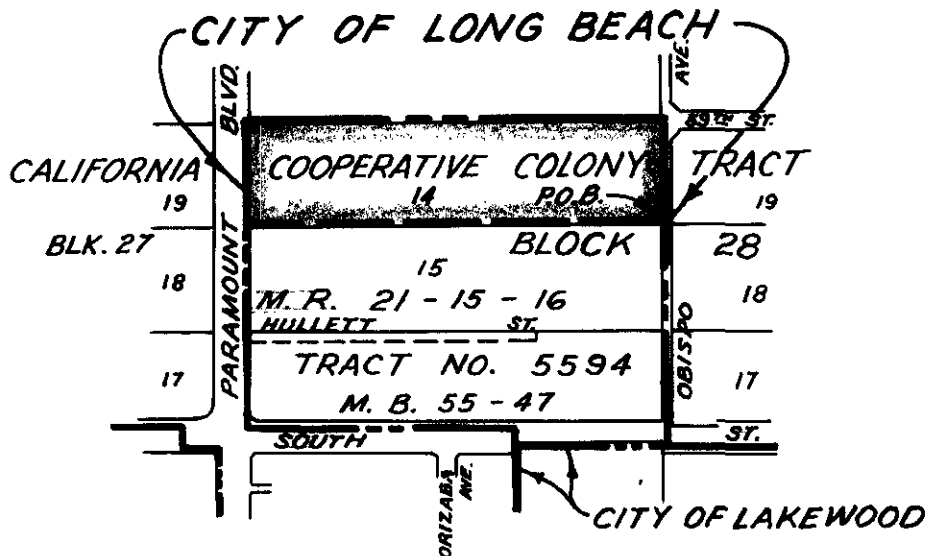 CITY OF LONG BEACH
BLVD.
AVE.
59TH ST.
CALIFORNIA COOPERATIVE COLONY TRACT
19 14 P.O.B. 19
BLK. 27 BLOCK 28
15
18 M.R. 21-15-16 18
HULLETT ST.
PARAMOUNT
OBISPO
17 TRACT NO. 5594 17
M.B. 55-47
SOUTH ST.
ORIZABA AVE.
CITY OF LAKEWOOD